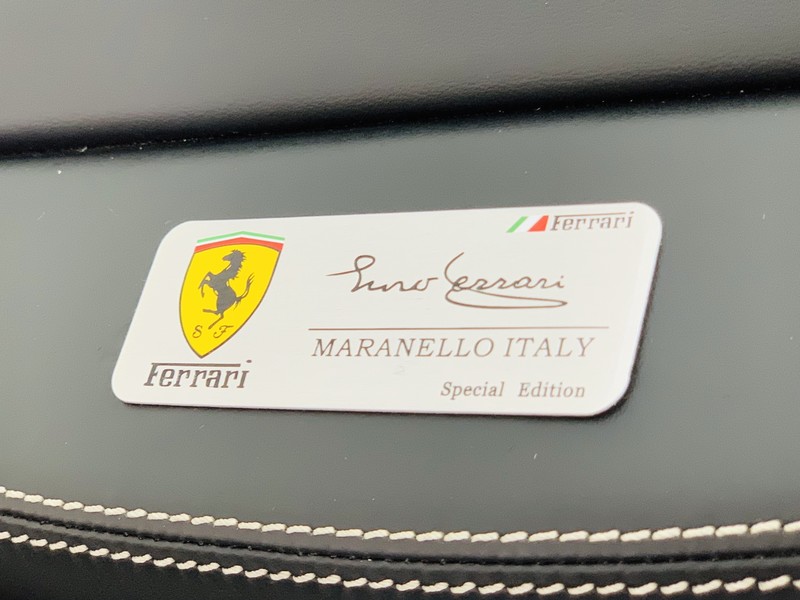 Ferrari
Enzo Ferrari
S F
Ferrari
MARANELLO ITALY
Special Edition